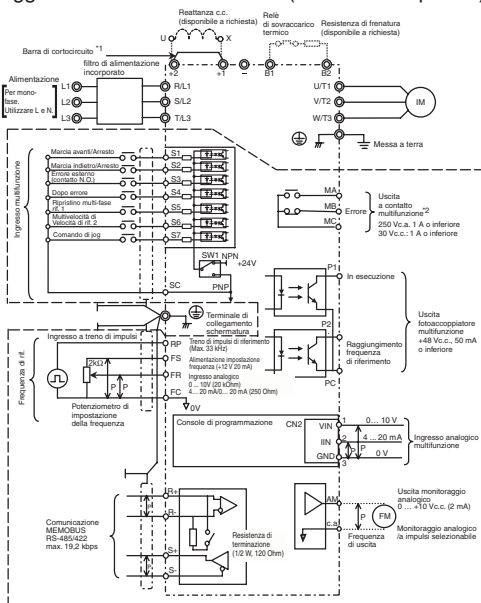 Reattanza c.c.
(disponibile a richiesta)
U X
Relè
di sovraccarico
termico
Resistenza di frenatura
(disponibile a richiesta)
Barra di cortocircuito *1
+2 +1 − B1 B2
filtro di alimentazione
incorporato
Alimentazione
Per mono-
fase.
Utilizzare L e N.
L1 R/L1
L2 S/L2
L3 T/L3
U/T1
V/T2
W/T3
IM
Messa a terra
Ingresso multifunzione
Marcia avanti/Arresto S1
Marcia indietro/Arresto S2
Errore esterno
(contatto N.O.) S3
Dopo errore S4
Ripristino multi-fase
rif. 1 S5
Multivelocità di
Velocità di rif. 2 S6
Comando di jog S7
SW1 NPN
+24V
PNP
SC
MA
MB
MC
Errore
Uscita
a contatto
multifunzione*2
250 Vc.a. 1 A o inferiore
30 Vc.c.: 1 A o inferiore
P1
In esecuzione
P2
Raggiungimento
frequenza
di riferimento
PC
Uscita
fotoaccoppiatore
multifunzione
+48 Vc.c., 50 mA
o inferiore
Terminale di
collegamento
schermatura
Frequenza di rif.
Ingresso a treno di impulsi
RP
Treno di impulsi di riferimento
(Max. 33 kHz)
2kΩ
FS
Alimentazione impostazione
frequenza (+12 V 20 mA)
FR
Ingresso analogico
0 ... 10V (20 kOhm)
4... 20 mA/0... 20 mA (250 Ohm)
P P
FC
0V
Potenziometro di
impostazione
della frequenza
Console di programmazione
CN2
VIN 1 0... 10 V
IIN 2 4 ... 20 mA
GND 3 0 V
P P
Ingresso analogico
multifunzione
Comunicazione
MEMOBUS
RS-485/422
max. 19,2 kbps
R+
R-
S+
S-
P
P
Resistenza di
terminazione
(1/2 W, 120 Ohm)
AM
c.a
P
FM
Frequenza
di uscita
Uscita monitoraggio
analogico
0 ... +10 Vc.c. (2 mA)
Monitoraggio analogico
/a impulsi selezionabile